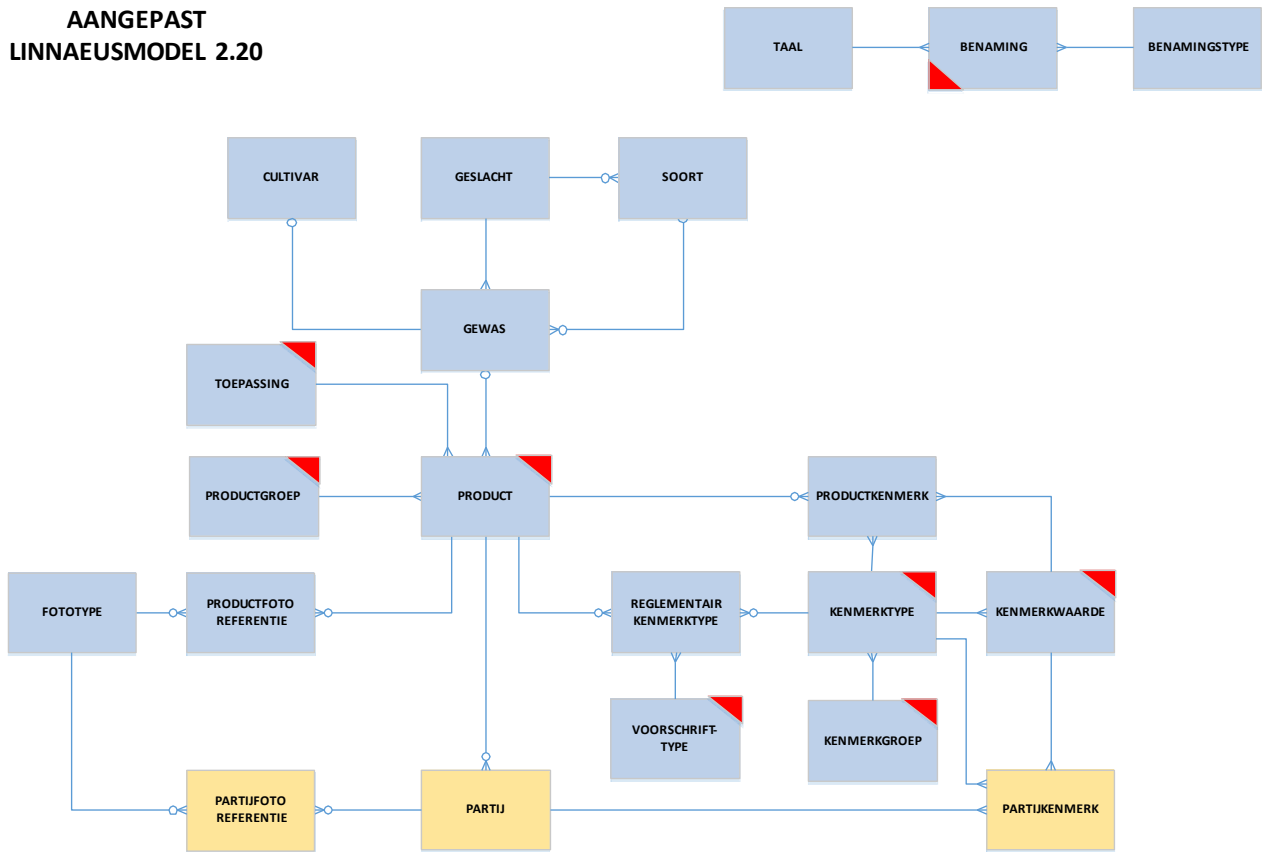 AANGEPAST
LINNAEUSMODEL 2.20
TAAL
BENAMING
BENAMINGSTYPE
CULTIVAR
GESLACHT
SOORT
GEWAS
TOEPASSING
PRODUCTGROEP
PRODUCT
PRODUCTKENMERK
FOTOTYPE
PRODUCTFOTO
REFERENTIE
REGLEMENTAIR
KENMERKTYPE
KENMERKTYPE
KENMERKWAARDE
VOORSCHRIFT-
TYPE
KENMERKGROEP
PARTIJFOTO
REFERENTIE
PARTIJ
PARTIJKENMERK